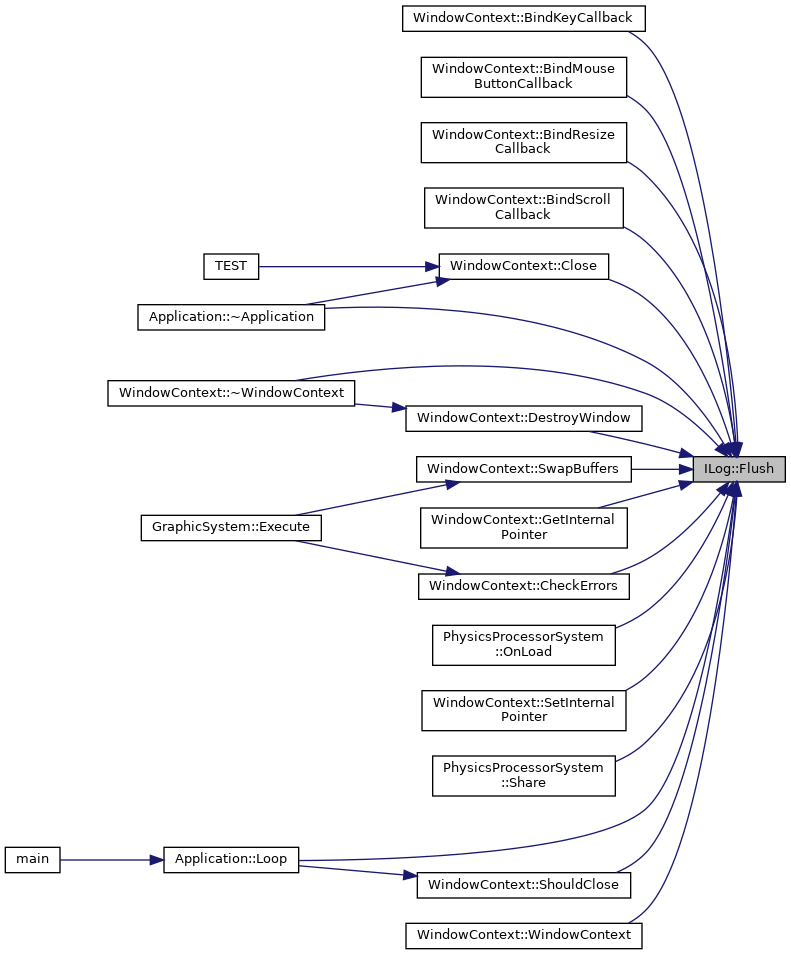 WindowContext::BindKeyCallback
WindowContext::BindMouse
ButtonCallback
WindowContext::BindResize
Callback
WindowContext::BindScroll
Callback
TEST
WindowContext::Close
Application::~Application
WindowContext::~WindowContext
WindowContext::DestroyWindow
WindowContext::SwapBuffers
ILog::Flush
GraphicSystem::Execute
WindowContext::GetInternal
Pointer
WindowContext::CheckErrors
PhysicsProcessorSystem
::OnLoad
WindowContext::SetInternal
Pointer
PhysicsProcessorSystem
::Share
main
Application::Loop
WindowContext::ShouldClose
WindowContext::WindowContext